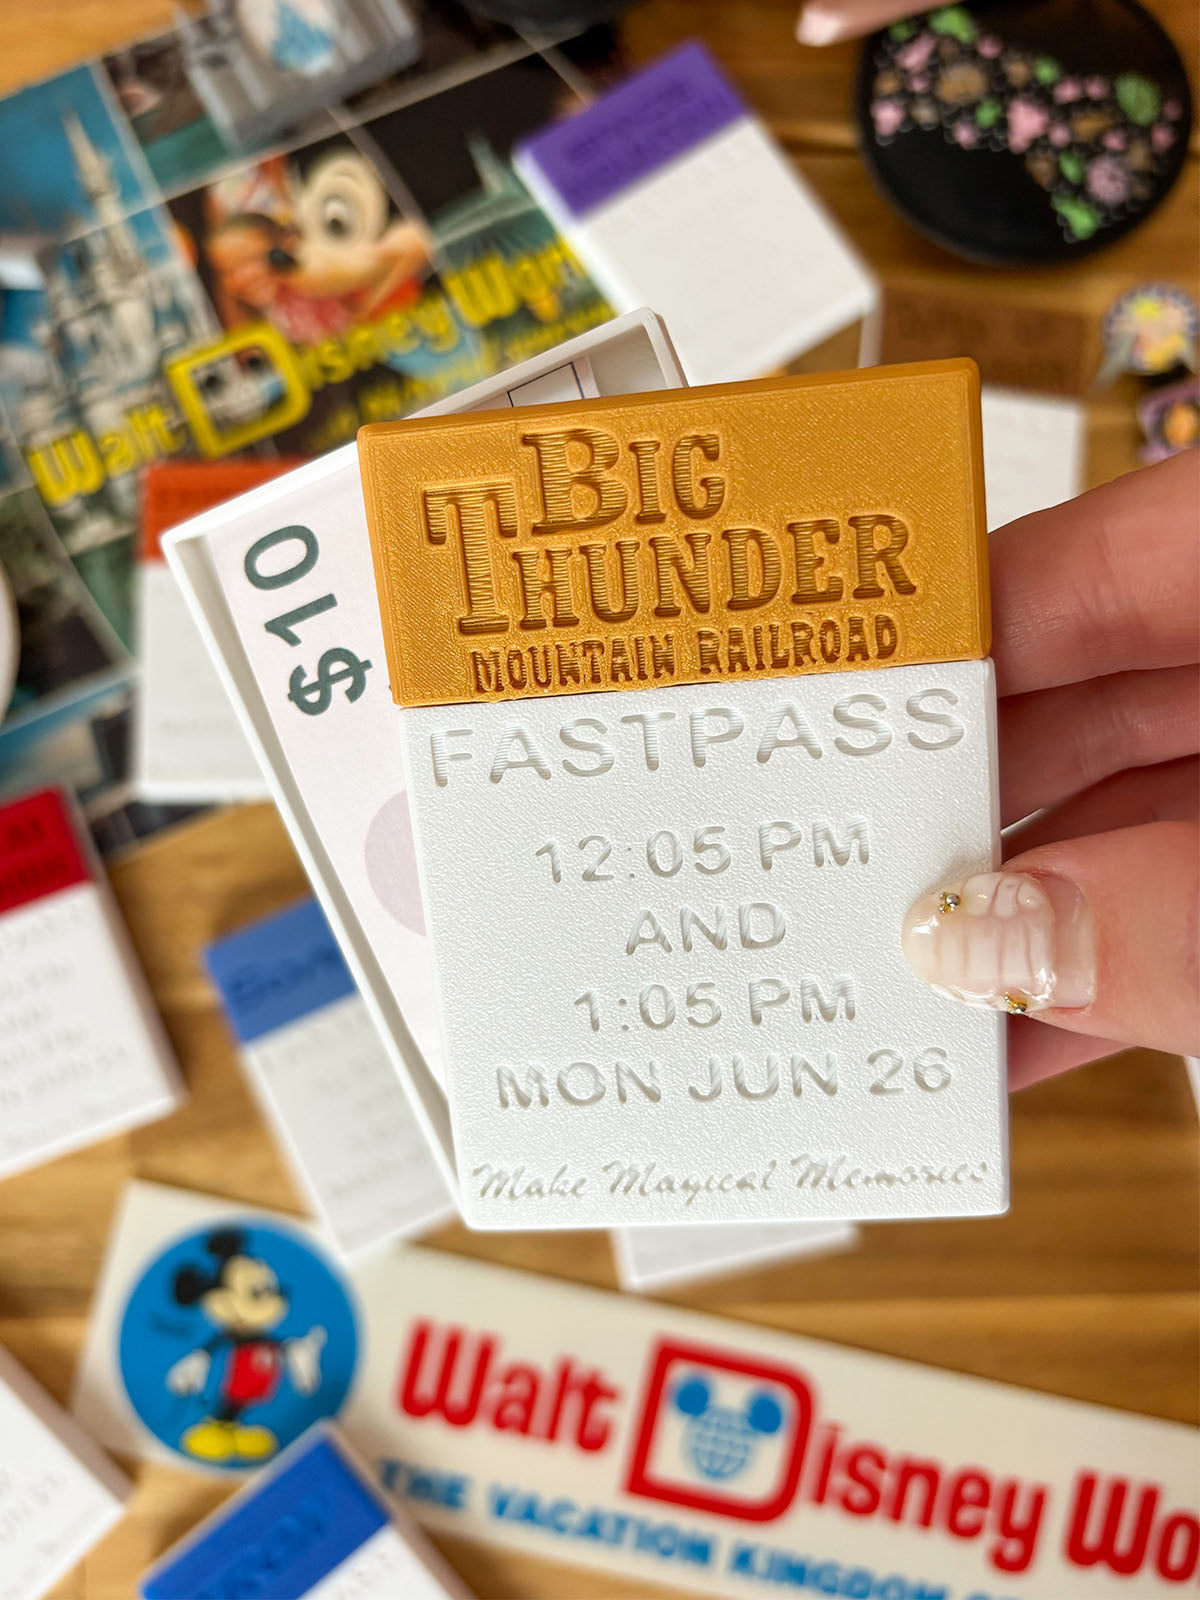 Walt Disney World
$10
BIG
THUNDER
MOUNTAIN RAILROAD
FASTPASS
12:05 PM
AND
1:05 PM
MON JUN 26
Make Magical Memories
Walt Disney Wo
THE VACATION KINGDOM